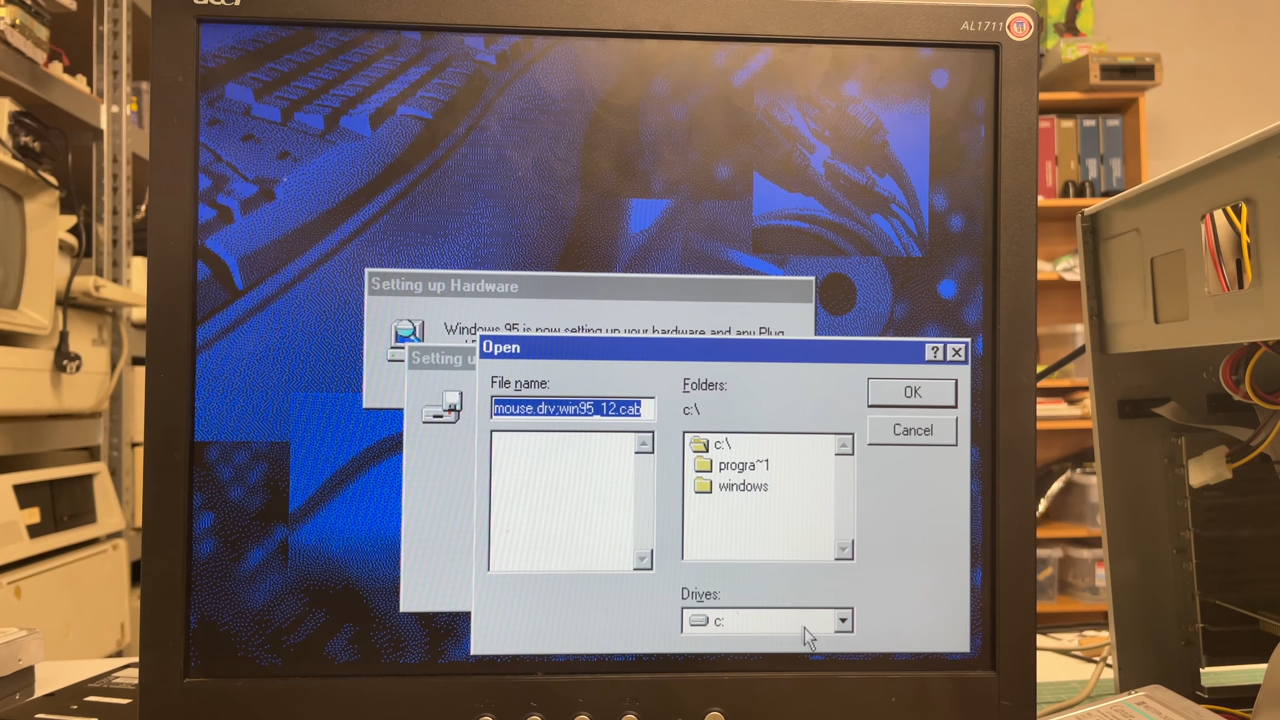 acer
AL1711
Setting up Hardware
Windows 95 is now setting up your hardware and any Plug
Setting u
Open
File name:
mouse.drv;win95_12.cab
Folders:
c:\
OK
Cancel
c:\
progra~1
windows
Drives:
c: